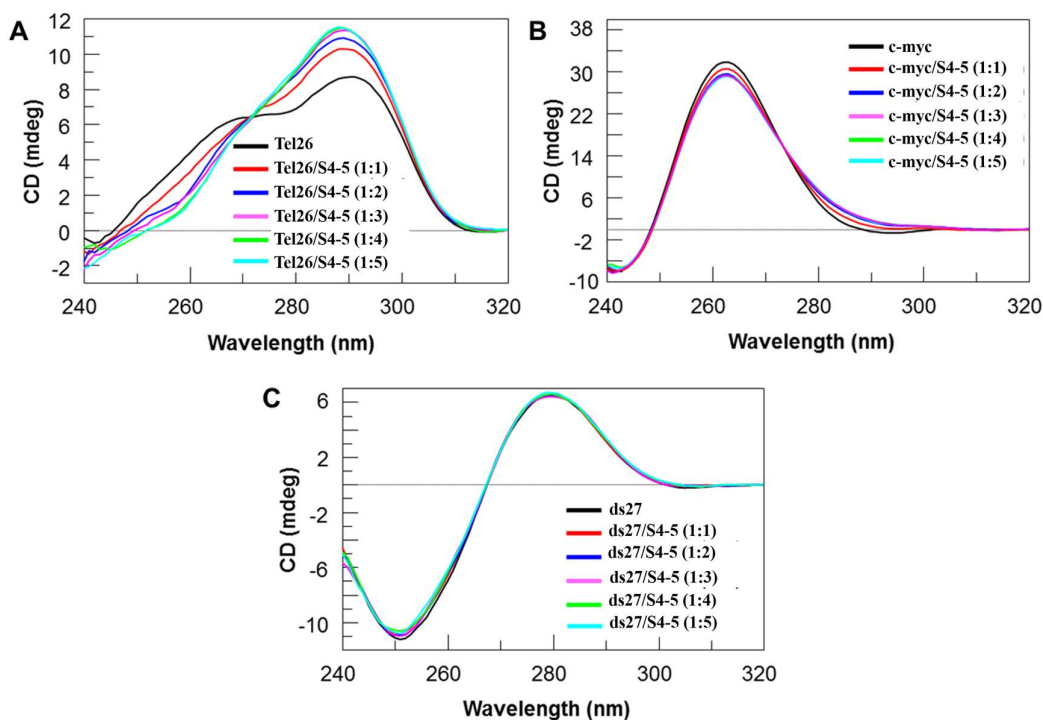 A
12
10
8
6
4
2
0
-2
CD (mdeg)
Tel26
Tel26/S4-5 (1:1)
Tel26/S4-5 (1:2)
Tel26/S4-5 (1:3)
Tel26/S4-5 (1:4)
Tel26/S4-5 (1:5)
240 260 280 300 320
Wavelength (nm)
B
38
30
22
14
6
-2
-10
CD (mdeg)
c-myc
c-myc/S4-5 (1:1)
c-myc/S4-5 (1:2)
c-myc/S4-5 (1:3)
c-myc/S4-5 (1:4)
c-myc/S4-5 (1:5)
240 260 280 300 320
Wavelength (nm)
C
6
2
-2
-6
-10
CD (mdeg)
ds27
ds27/S4-5 (1:1)
ds27/S4-5 (1:2)
ds27/S4-5 (1:3)
ds27/S4-5 (1:4)
ds27/S4-5 (1:5)
240 260 280 300 320
Wavelength (nm)